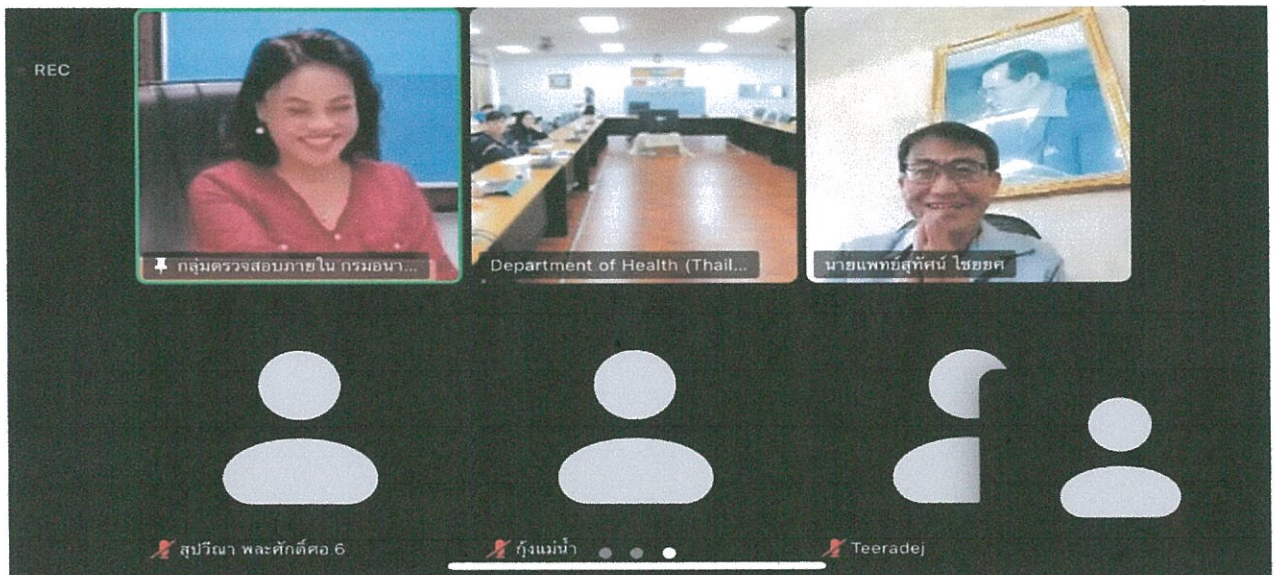 REC
กลุ่มตรวจสอบภายใน กรมอนา...
Department of Health (Thail...
นายแพทย์สุทัศน์ ไชยยศ
สุปวีณา พละศักดิ์ศอ.6
กุ้งแม่น้ำ
Teeradej